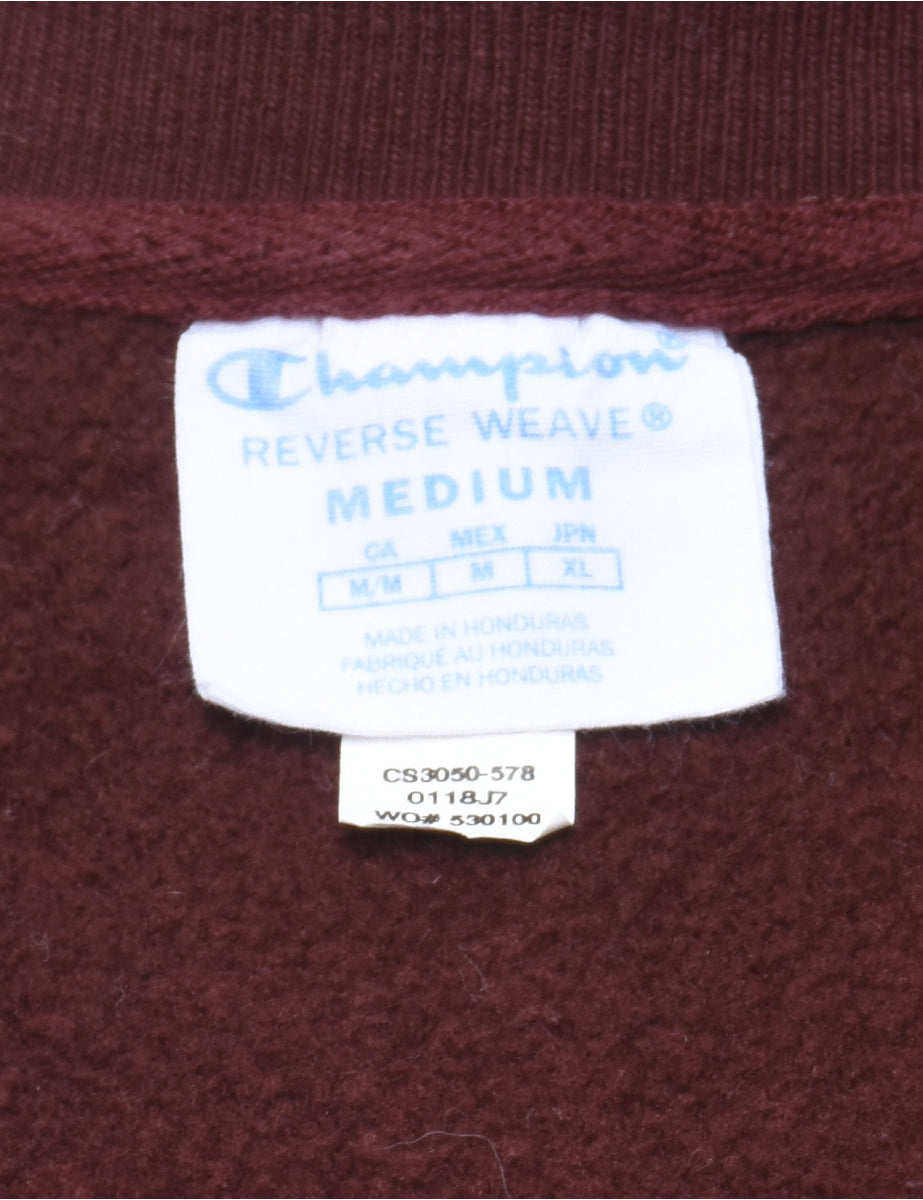 Champion®
REVERSE WEAVE®
MEDIUM
CA MEX JPN
M/M M XL
MADE IN HONDURAS
FABRIQUÉ AU HONDURAS
HECHO EN HONDURAS
CS3050-578
0118J7
WO# 530100